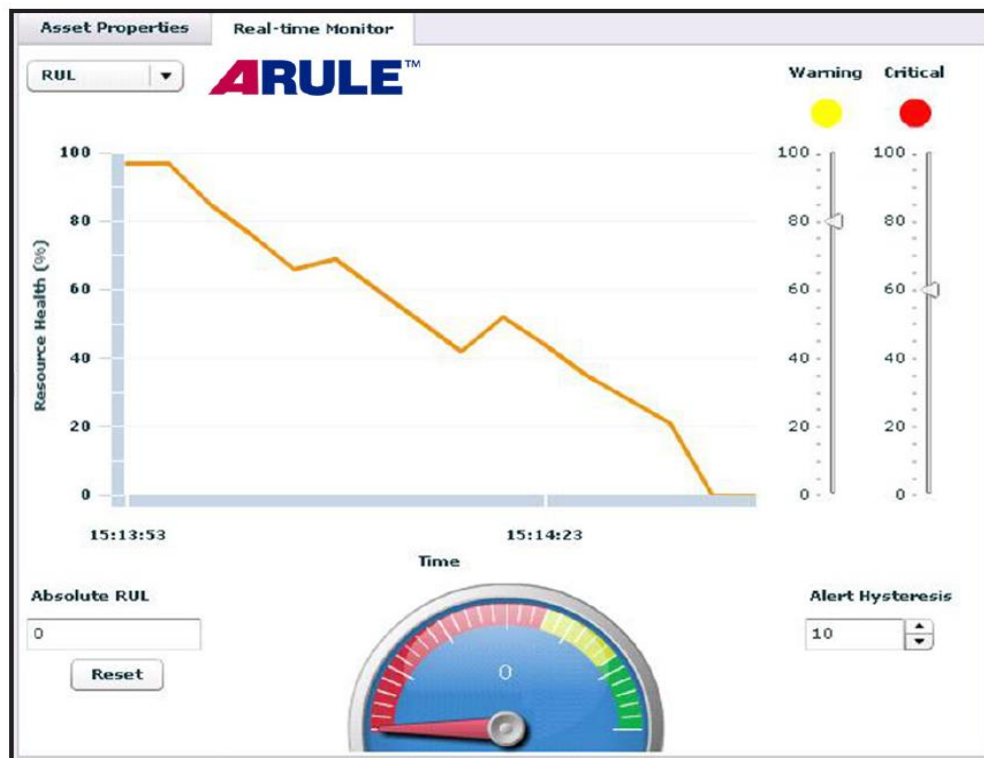 Asset Properties
Real-time Monitor
RUL
ARULE™
Warning
Critical
100
80
60
40
20
0
Resource Health (%)
15:13:53
15:14:23
Time
100
80
60
40
20
0
100
80
60
40
20
0
Absolute RUL
0
Reset
0
Alert Hysteresis
10